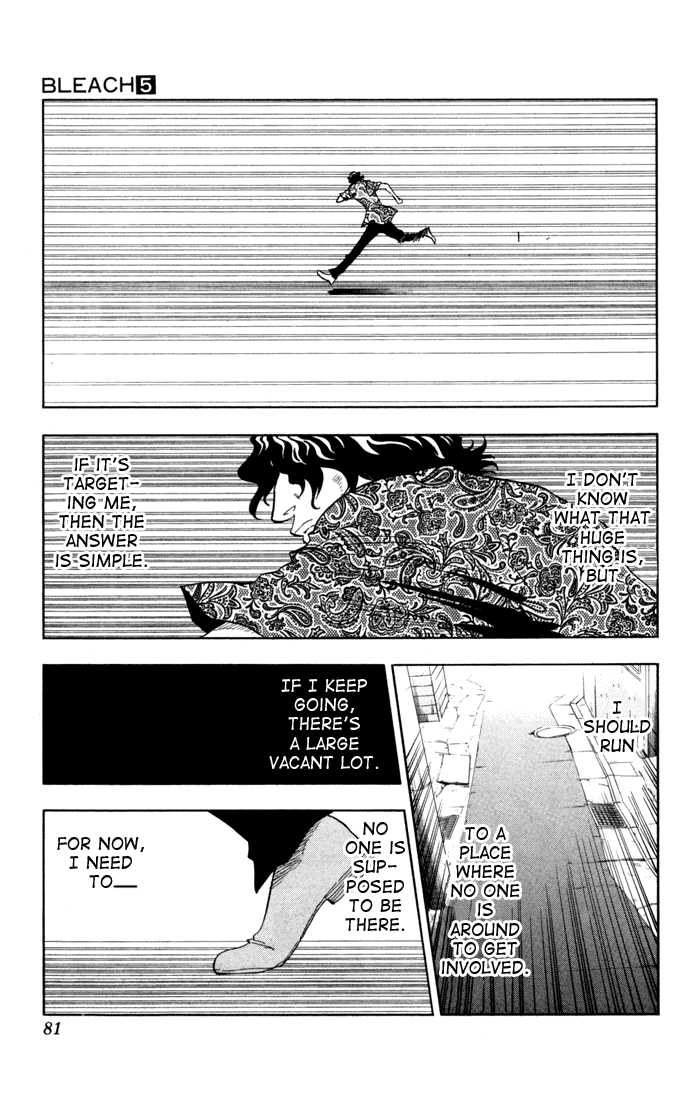 BLEACH5
I DON'T
KNOW
WHAT THAT
HUGE
THING IS,
BUT
IF IT'S
TARGET-
ING ME,
THEN THE
ANSWER
IS SIMPLE.
I
SHOULD
RUN
TO A
PLACE
WHERE
NO ONE
IS
AROUND
TO GET
INVOLVED.
IF I KEEP
GOING,
THERE'S
A LARGE
VACANT LOT.
NO
ONE IS
SUP-
POSED
TO BE
THERE.
FOR NOW,
I NEED
TO—
81